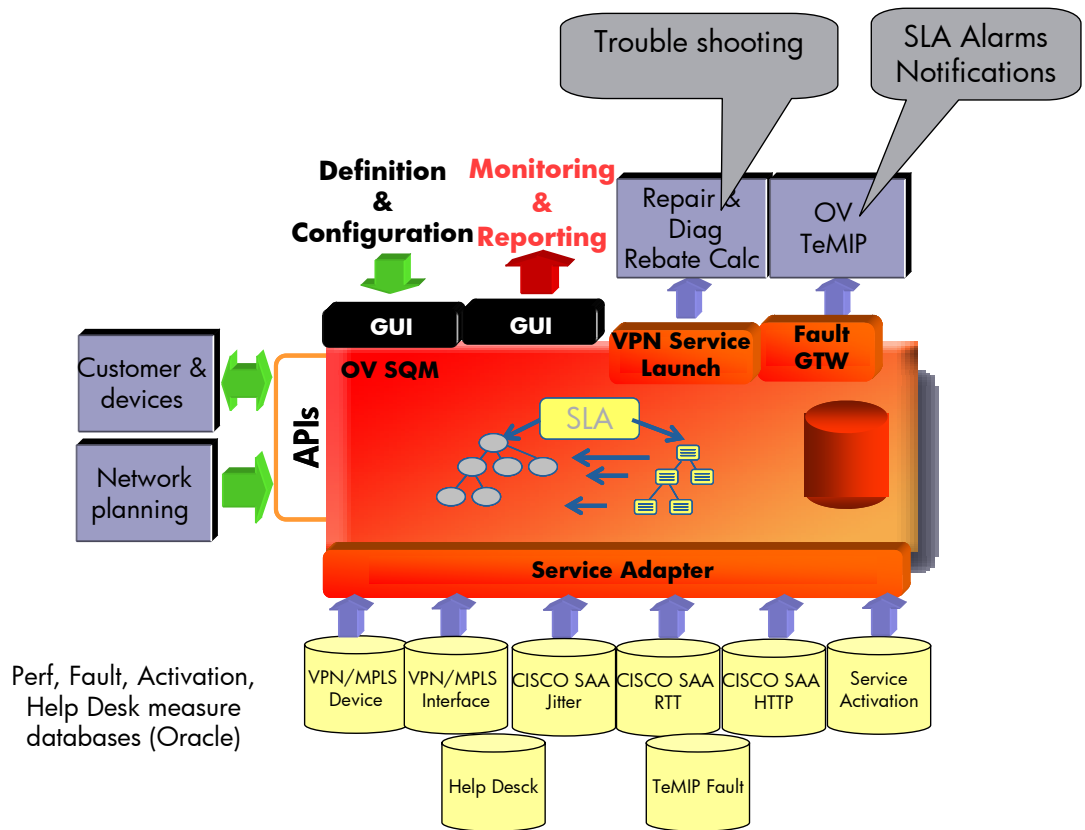 Trouble shooting
SLA Alarms
Notifications
Definition
&
Configuration
Monitoring
&
Reporting
Repair &
Diag
Rebate Calc
OV
TeMIP
GUI
GUI
VPN Service
Launch
Fault
GTW
Customer &
devices
Network
planning
APIs
OV SQM
SLA
Service Adapter
VPN/MPLS
Device
VPN/MPLS
Interface
CISCO SAA
Jitter
CISCO SAA
RTT
CISCO SAA
HTTP
Service
Activation
Perf, Fault, Activation,
Help Desk measure
databases (Oracle)
Help Desck
TeMIP Fault